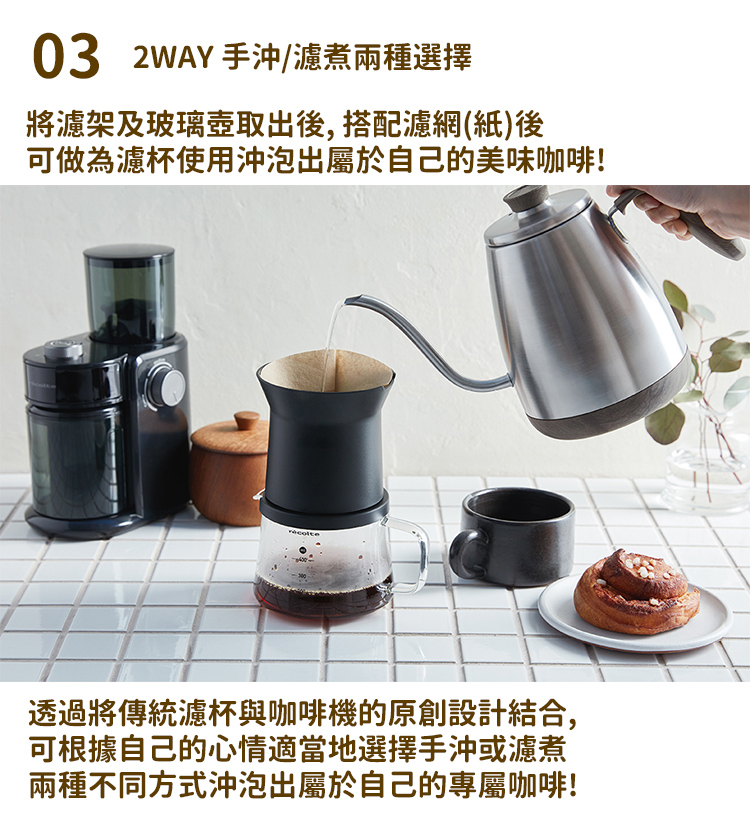 03 2WAY 手沖/濾煮兩種選擇
將濾架及玻璃壺取出後, 搭配濾網(紙)後
可做為濾杯使用沖泡出屬於自己的美味咖啡!
récolte
400
300
透過將傳統濾杯與咖啡機的原創設計結合,
可根據自己的心情適當地選擇手沖或濾煮
兩種不同方式沖泡出屬於自己的專屬咖啡!